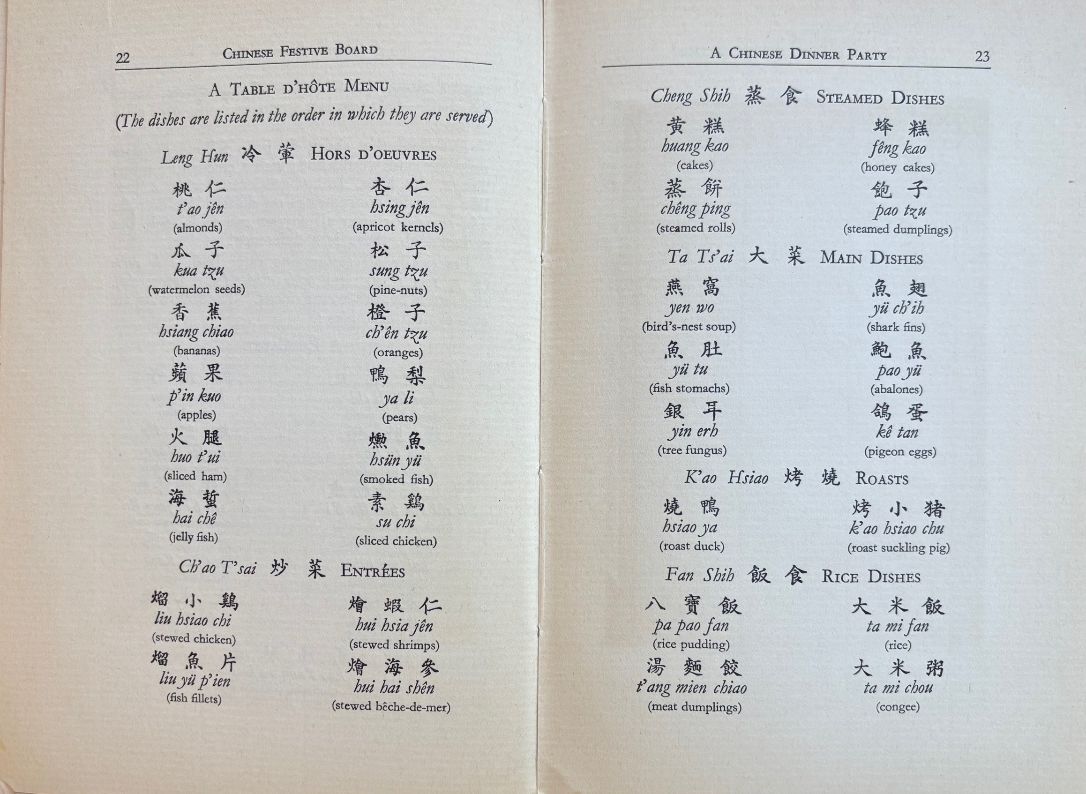 22 CHINESE FESTIVE BOARD
A TABLE D'HÔTE MENU
(The dishes are listed in the order in which they are served)
Leng Hun 冷 葷 HORS D'OEUVRES
桃 仁 杏 仁
t'ao jên hsing jên
(almonds) (apricot kernels)
瓜 子 松 子
kua tzu sung tzu
(watermelon seeds) (pine-nuts)
香 蕉 橙 子
hsiang chiao ch'ên tzu
(bananas) (oranges)
蘋 果 鴨 梨
p'in kuo ya li
(apples) (pears)
火 腿 燻 魚
huo t'ui hsün yü
(sliced ham) (smoked fish)
海 蜇 素 鷄
hai chê su chi
(jelly fish) (sliced chicken)
Ch'ao T'sai 炒 菜 ENTRÉES
熘 小 鷄 燴 蝦 仁
liu hsiao chi hui hsia jên
(stewed chicken) (stewed shrimps)
熘 魚 片 燴 海 參
liu yü p'ien hui hai shên
(fish fillets) (stewed bêche-de-mer)
A CHINESE DINNER PARTY 23
Cheng Shih 蒸 食 STEAMED DISHES
黄 糕 蜂 糕
huang kao fêng kao
(cakes) (honey cakes)
蒸 餅 飽 子
chêng ping pao tzu
(steamed rolls) (steamed dumplings)
Ta Ts'ai 大 菜 MAIN DISHES
燕 窩 魚 翅
yen wo yü ch'ih
(bird's-nest soup) (shark fins)
魚 肚 鮑 魚
yü tu pao yü
(fish stomachs) (abalones)
銀 耳 鴿 蛋
yin erh kê tan
(tree fungus) (pigeon eggs)
K'ao Hsiao 烤 燒 ROASTS
燒 鴨 烤 小 猪
hsiao ya k'ao hsiao chu
(roast duck) (roast suckling pig)
Fan Shih 飯 食 RICE DISHES
八 寶 飯 大 米 飯
pa pao fan ta mi fan
(rice pudding) (rice)
湯 麵 餃 大 米 粥
t'ang mien chiao ta mi chou
(meat dumplings) (congee)